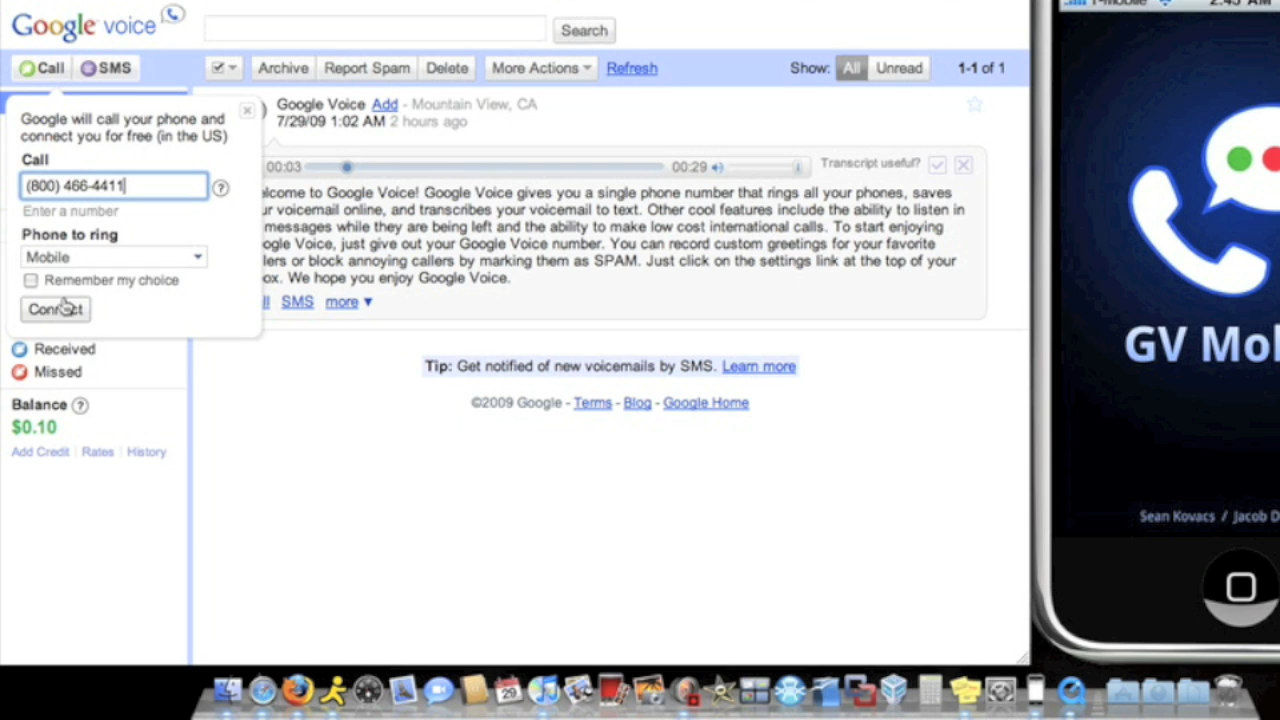 Google voice
Search
Call SMS Archive Report Spam Delete More Actions Refresh Show: All Unread 1-1 of 1
Google will call your phone and
connect you for free (in the US)
Call
(800) 466-4411
Enter a number
Phone to ring
Mobile
Remember my choice
Connect
Received
Missed
Balance ?
$0.10
Add Credit Rates History
Google Voice Add - Mountain View, CA
7/29/09 1:02 AM 2 hours ago
00:03 00:29 Transcript useful?
lcome to Google Voice! Google Voice gives you a single phone number that rings all your phones, saves
ur voicemail online, and transcribes your voicemail to text. Other cool features include the ability to listen in
messages while they are being left and the ability to make low cost international calls. To start enjoying
ogle Voice, just give out your Google Voice number. You can record custom greetings for your favorite
lers or block annoying callers by marking them as SPAM. Just click on the settings link at the top of your
ox. We hope you enjoy Google Voice.
ll SMS more
Tip: Get notified of new voicemails by SMS. Learn more
©2009 Google - Terms - Blog - Google Home
T-Mobile 2:45 AM
GV Mo
Sean Kovacs / Jacob D
29